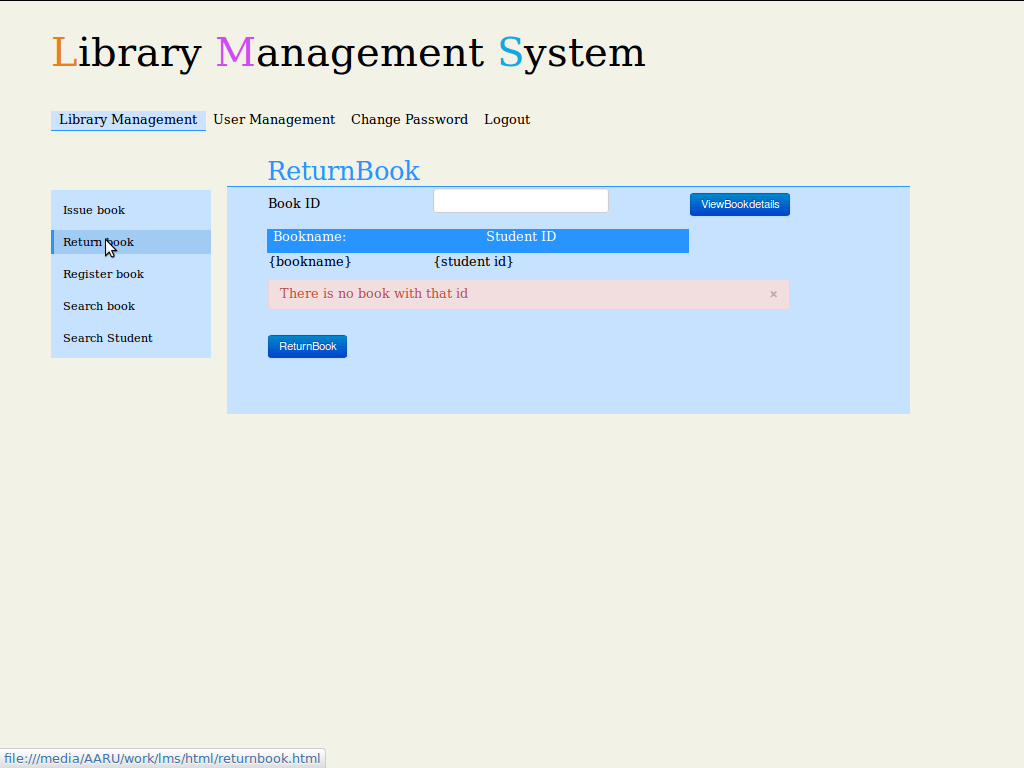 Library Management System
Library Management User Management Change Password Logout
ReturnBook
Issue book
Return book
Register book
Search book
Search Student
Book ID
ViewBookdetails
Bookname: Student ID
{bookname} {student id}
There is no book with that id ×
ReturnBook
file:///media/AARU/work/lms/html/returnbook.html